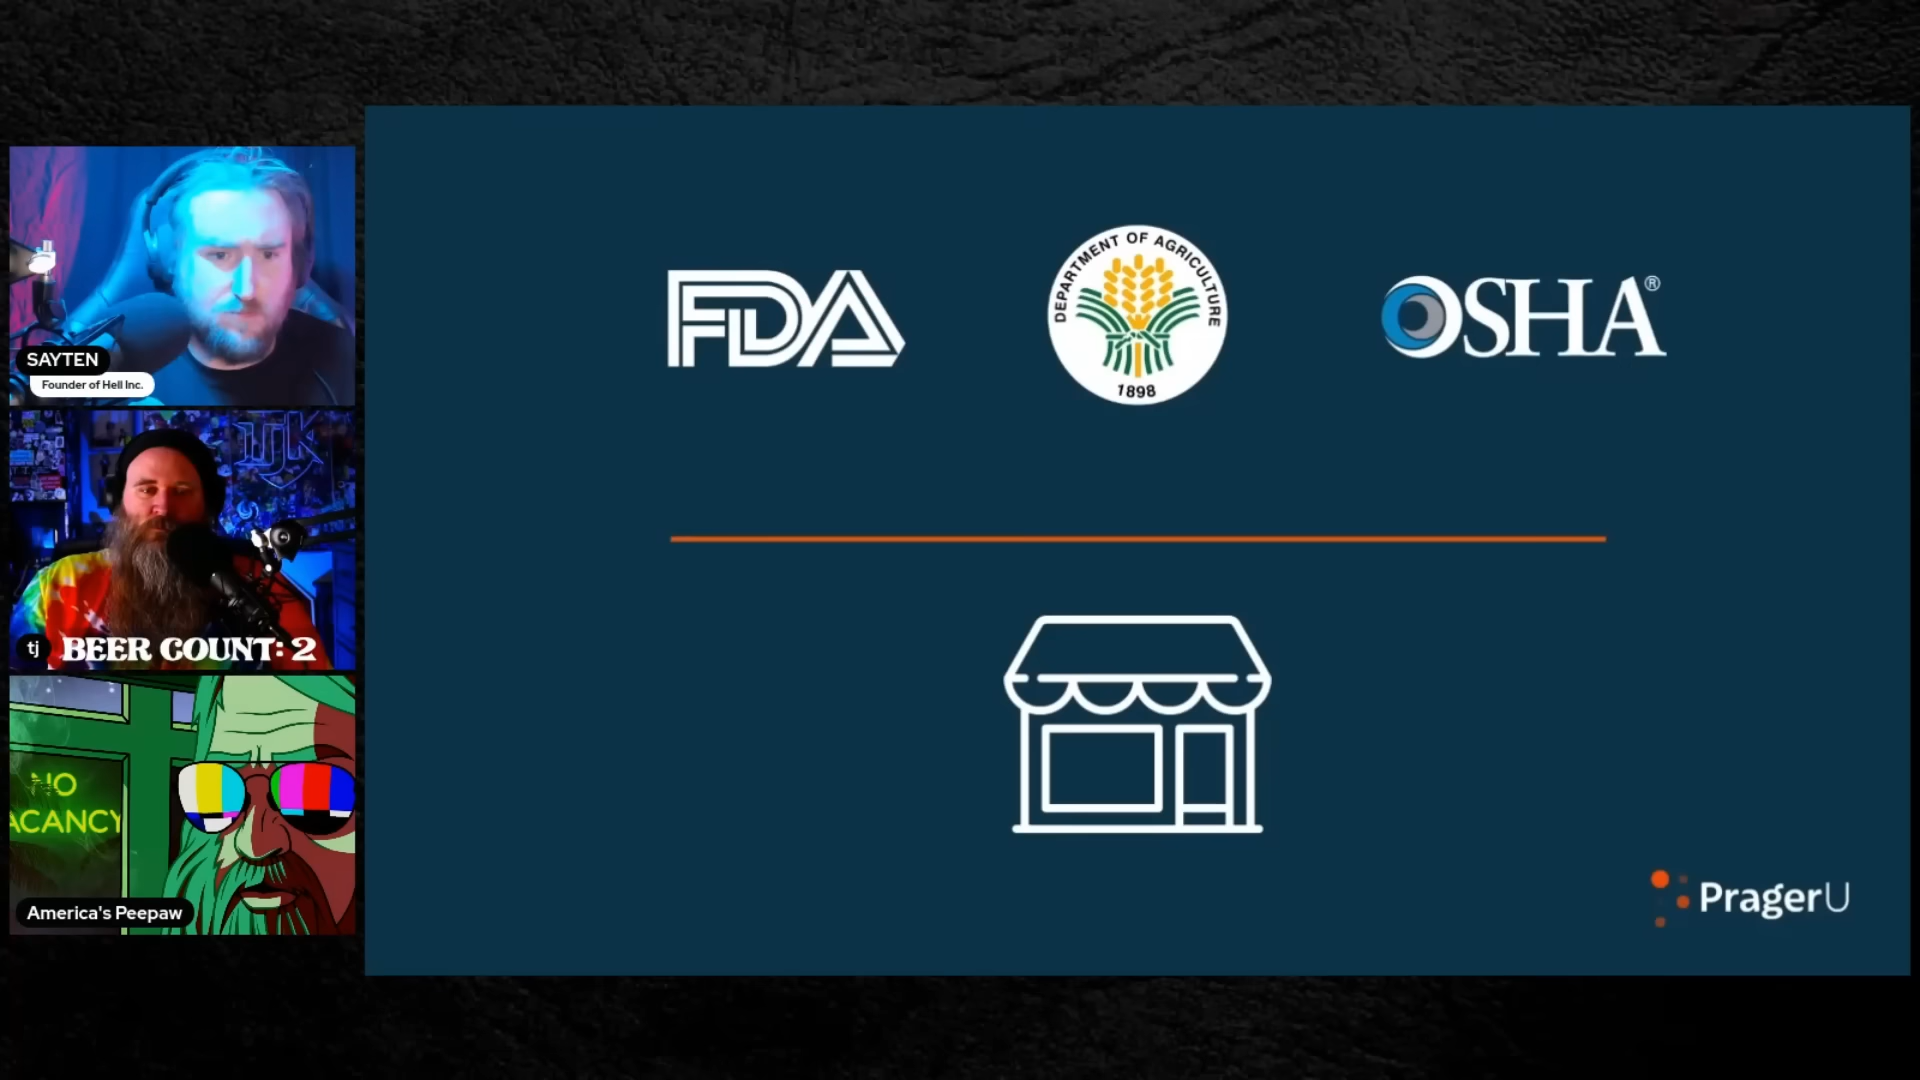 SAYTEN
Founder of Hell Inc.
TJK
tj
BEER COUNT: 2
NO
ACANCY
America's Peepaw
FDA
DEPARTMENT OF AGRICULTURE
1898
OSHA®
PragerU